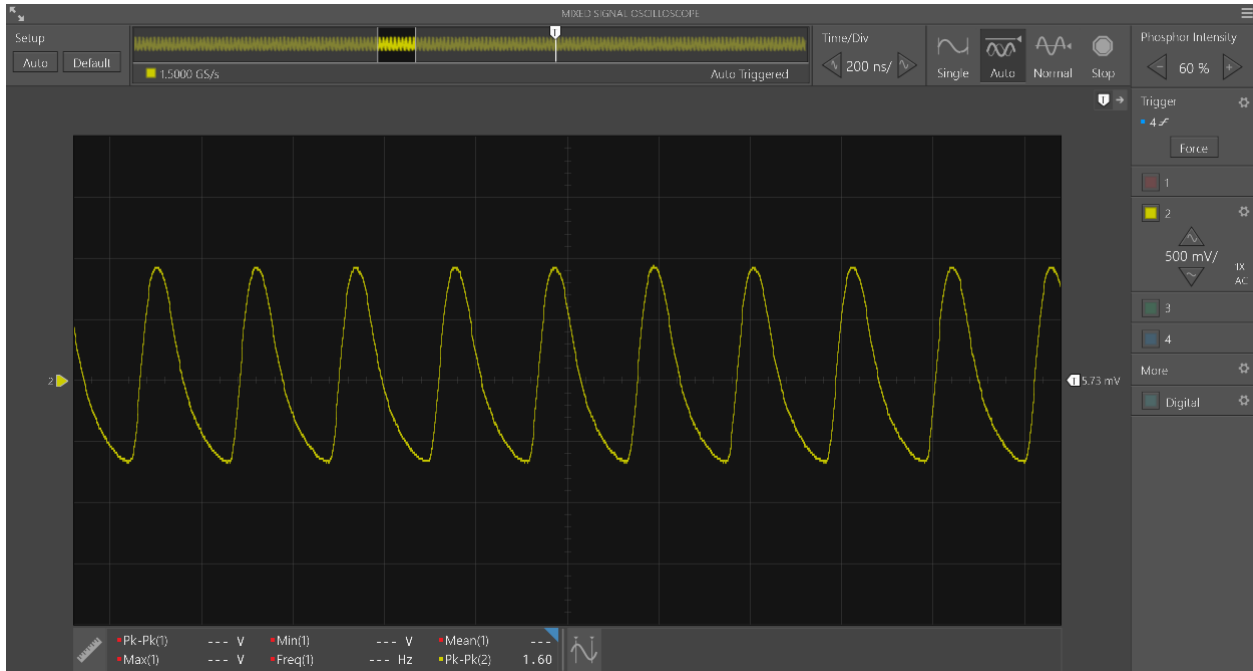 MIXED SIGNAL OSCILLOSCOPE
Setup
Auto Default
T
1.5000 GS/s Auto Triggered
Time/Div
200 ns/
Single Auto Normal Stop
Phosphor Intensity
60 %
T
Trigger
4
Force
1
2
500 mV/
1X
AC
3
4
More
Digital
2
T 5.73 mV
Pk-Pk(1) --- V Min(1) --- V Mean(1) ---
Max(1) --- V Freq(1) --- Hz Pk-Pk(2) 1.60